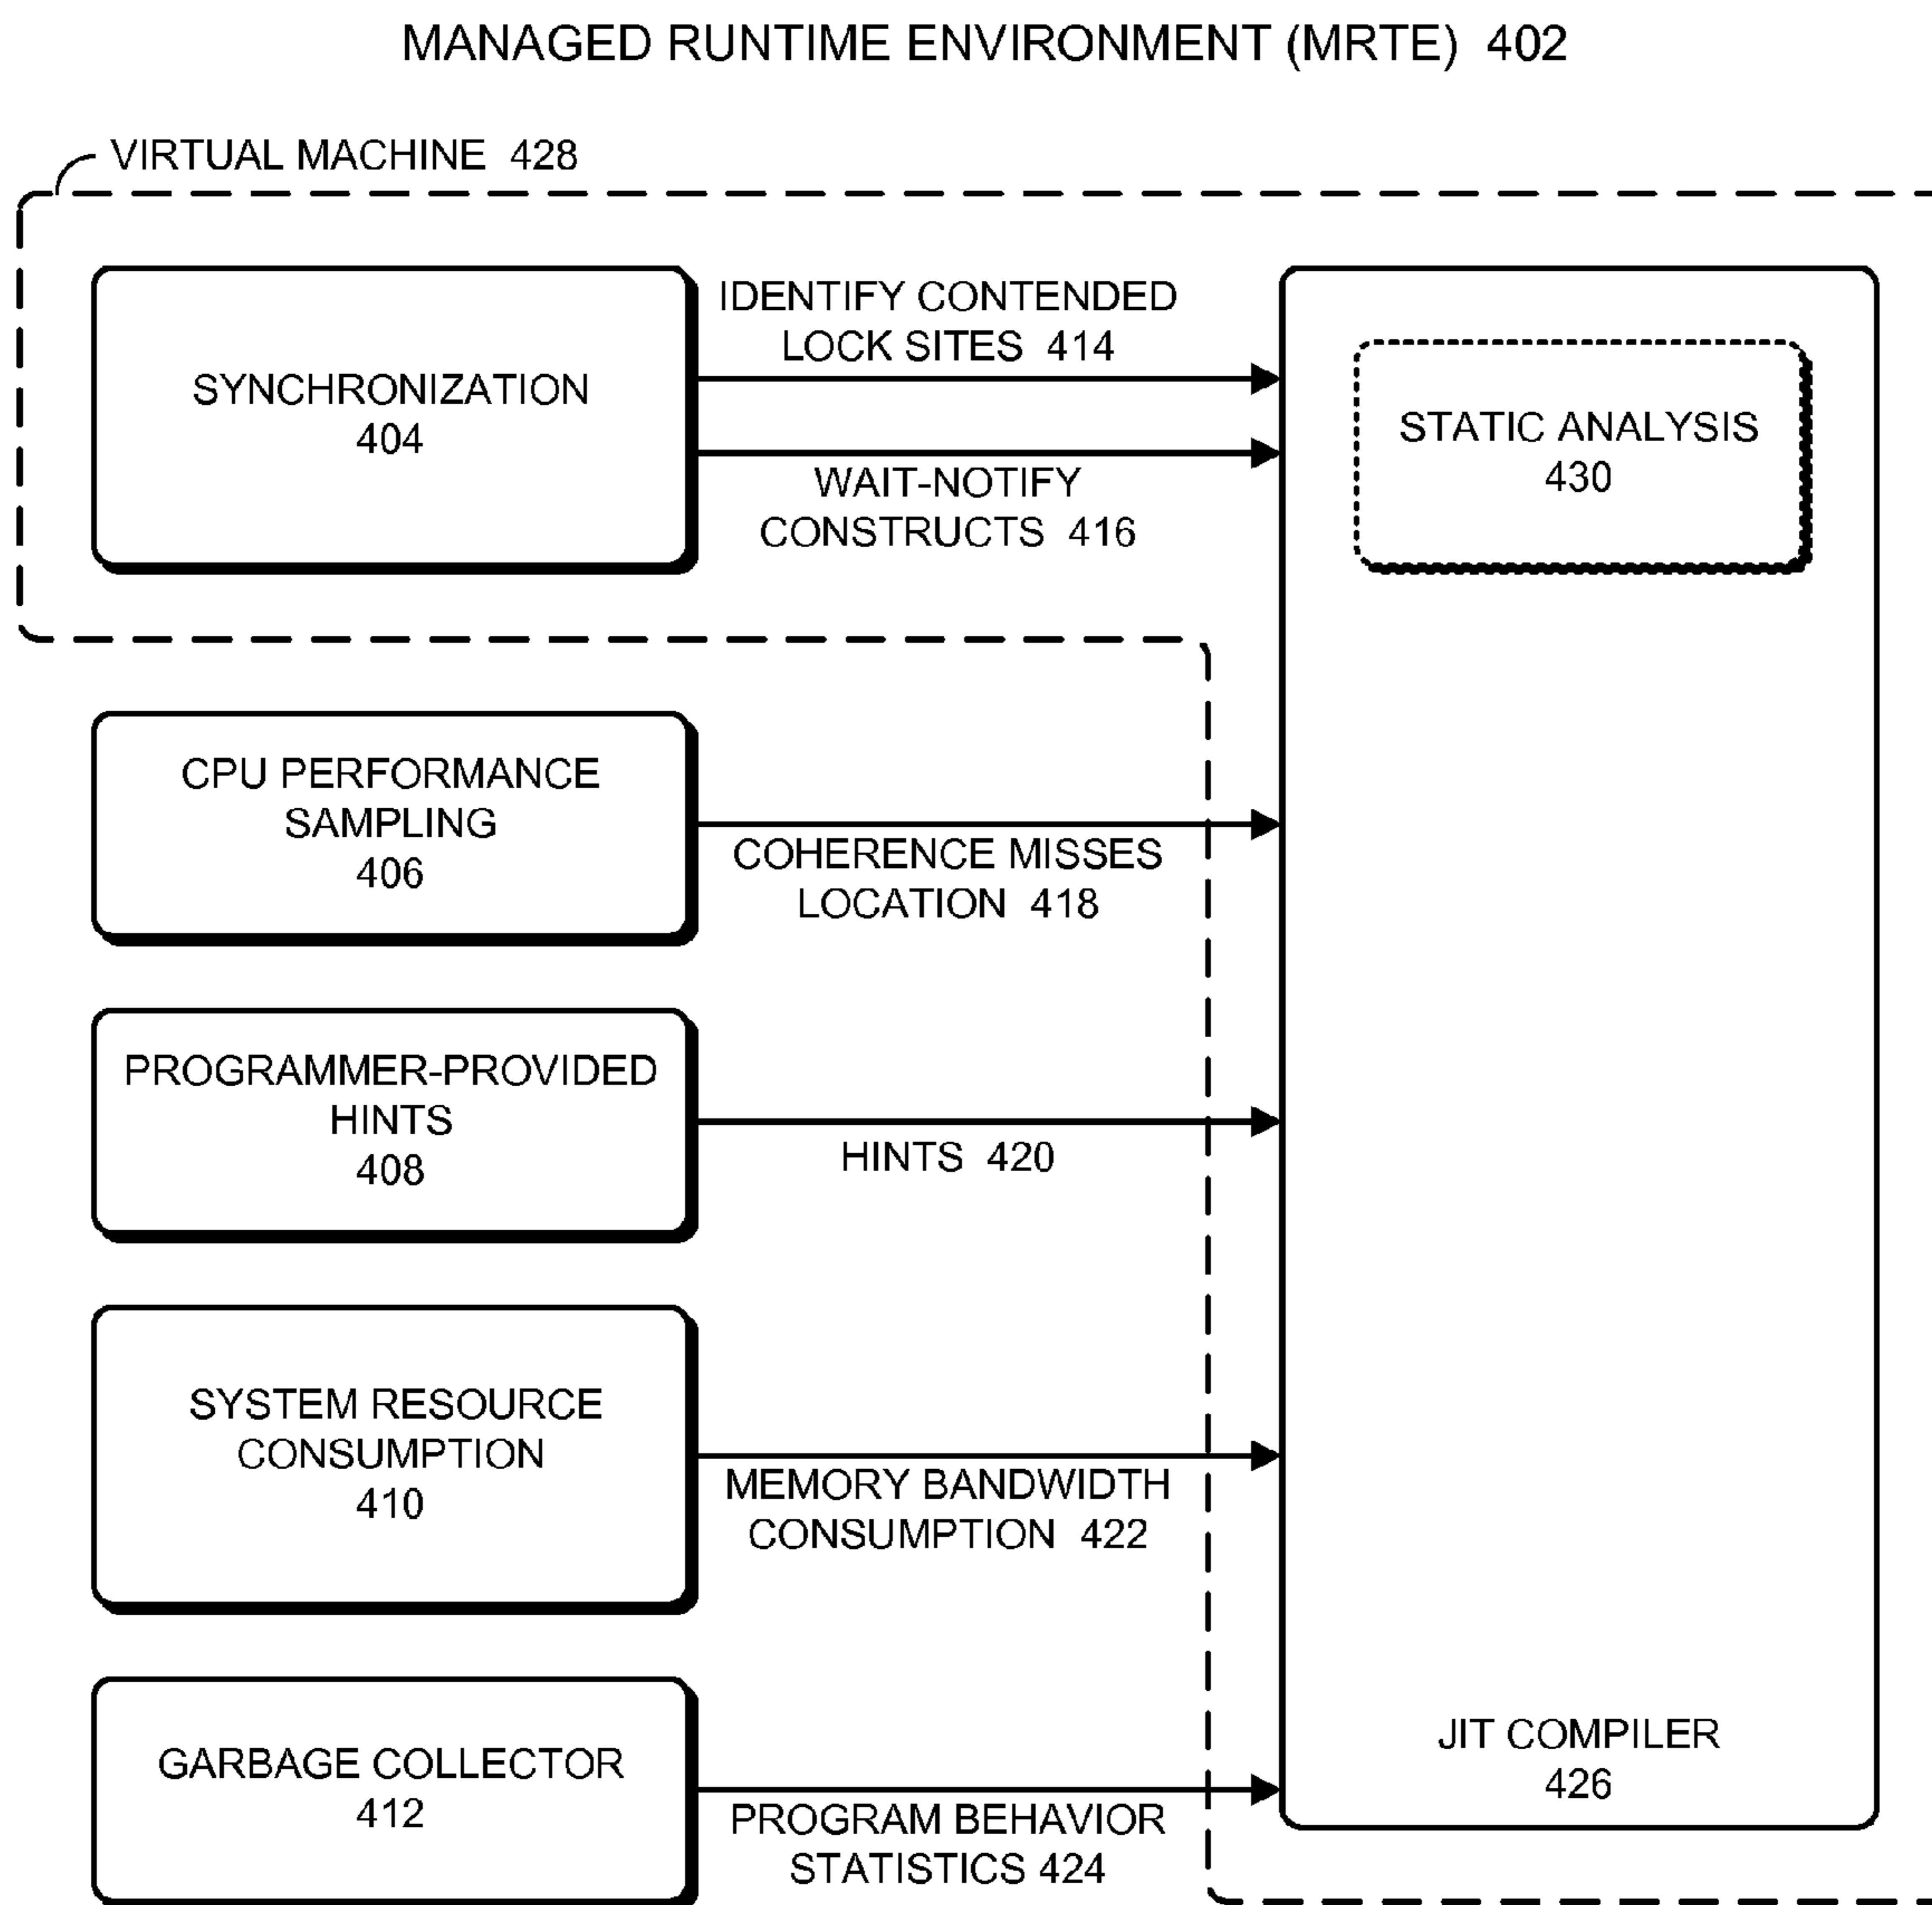 MANAGED RUNTIME ENVIRONMENT (MRTE) 402
VIRTUAL MACHINE 428
SYNCHRONIZATION
404
IDENTIFY CONTENDED
LOCK SITES 414
WAIT-NOTIFY
CONSTRUCTS 416
STATIC ANALYSIS
430
CPU PERFORMANCE
SAMPLING
406
COHERENCE MISSES
LOCATION 418
PROGRAMMER-PROVIDED
HINTS
408
HINTS 420
SYSTEM RESOURCE
CONSUMPTION
410
MEMORY BANDWIDTH
CONSUMPTION 422
GARBAGE COLLECTOR
412
PROGRAM BEHAVIOR
STATISTICS 424
JIT COMPILER
426